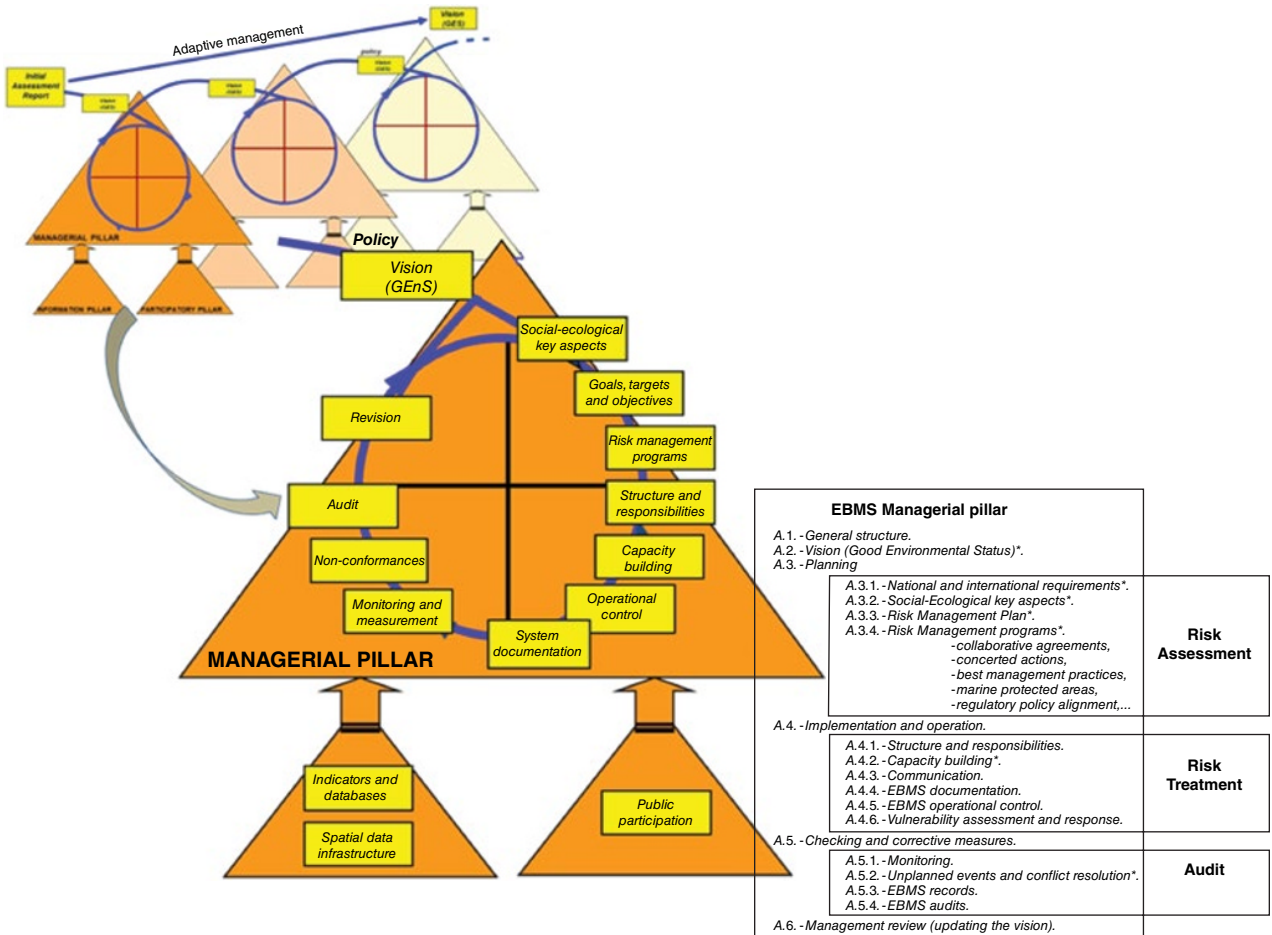 Vision
(GES)
Adaptive management
policy
Initial
Assessment
Report
Vision
Vision
Vision
MANAGERIAL PILLAR
INFORMATION PILLAR
PARTICIPATORY PILLAR
Policy
Vision
(GEnS)
Social-ecological
key aspects
Goals, targets
and objectives
Revision
Risk management
programs
Audit
Structure and
responsibilities
Non-conformances
Capacity
building
Monitoring and
measurement
Operational
control
System
documentation
MANAGERIAL PILLAR
Indicators and
databases
Spatial data
infrastructure
Public
participation
EBMS Managerial pillar
A.1.-General structure.
A.2.-Vision (Good Environmental Status)*.
A.3.-Planning
A.3.1.-National and international requirements*.
A.3.2.-Social-Ecological key aspects*.
A.3.3.-Risk Management Plan*.
A.3.4.-Risk Management programs*.
-collaborative agreements,
-concerted actions,
-best management practices,
-marine protected areas,
-regulatory policy alignment,...
Risk
Assessment
A.4.-Implementation and operation.
A.4.1.-Structure and responsibilities.
A.4.2.-Capacity building*.
A.4.3.-Communication.
A.4.4.-EBMS documentation.
A.4.5.-EBMS operational control.
A.4.6.-Vulnerability assessment and response.
Risk
Treatment
A.5.-Checking and corrective measures.
A.5.1.-Monitoring.
A.5.2.-Unplanned events and conflict resolution*.
A.5.3.-EBMS records.
A.5.4.-EBMS audits.
Audit
A.6.-Management review (updating the vision).